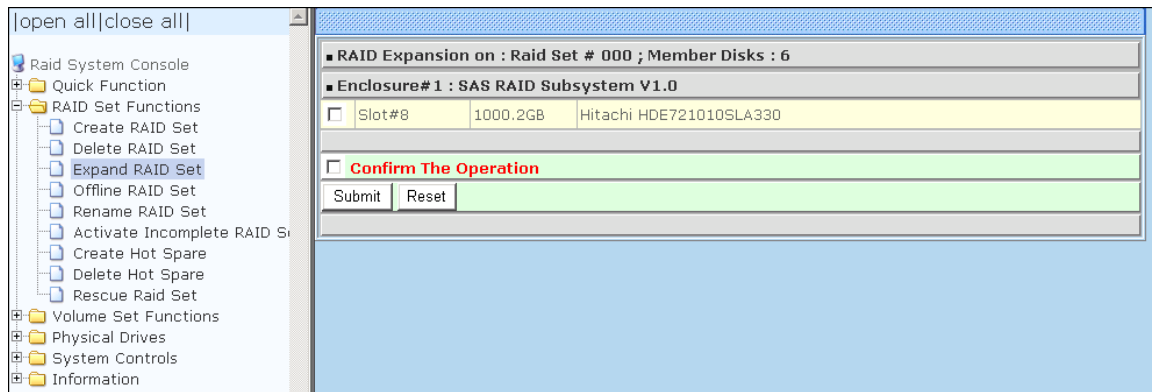 |open all|close all|
Raid System Console
Quick Function
RAID Set Functions
Create RAID Set
Delete RAID Set
Expand RAID Set
Offline RAID Set
Rename RAID Set
Activate Incomplete RAID S
Create Hot Spare
Delete Hot Spare
Rescue Raid Set
Volume Set Functions
Physical Drives
System Controls
Information
RAID Expansion on : Raid Set # 000 ; Member Disks : 6
Enclosure#1 : SAS RAID Subsystem V1.0
Slot#8 1000.2GB Hitachi HDE721010SLA330
Confirm The Operation
Submit Reset